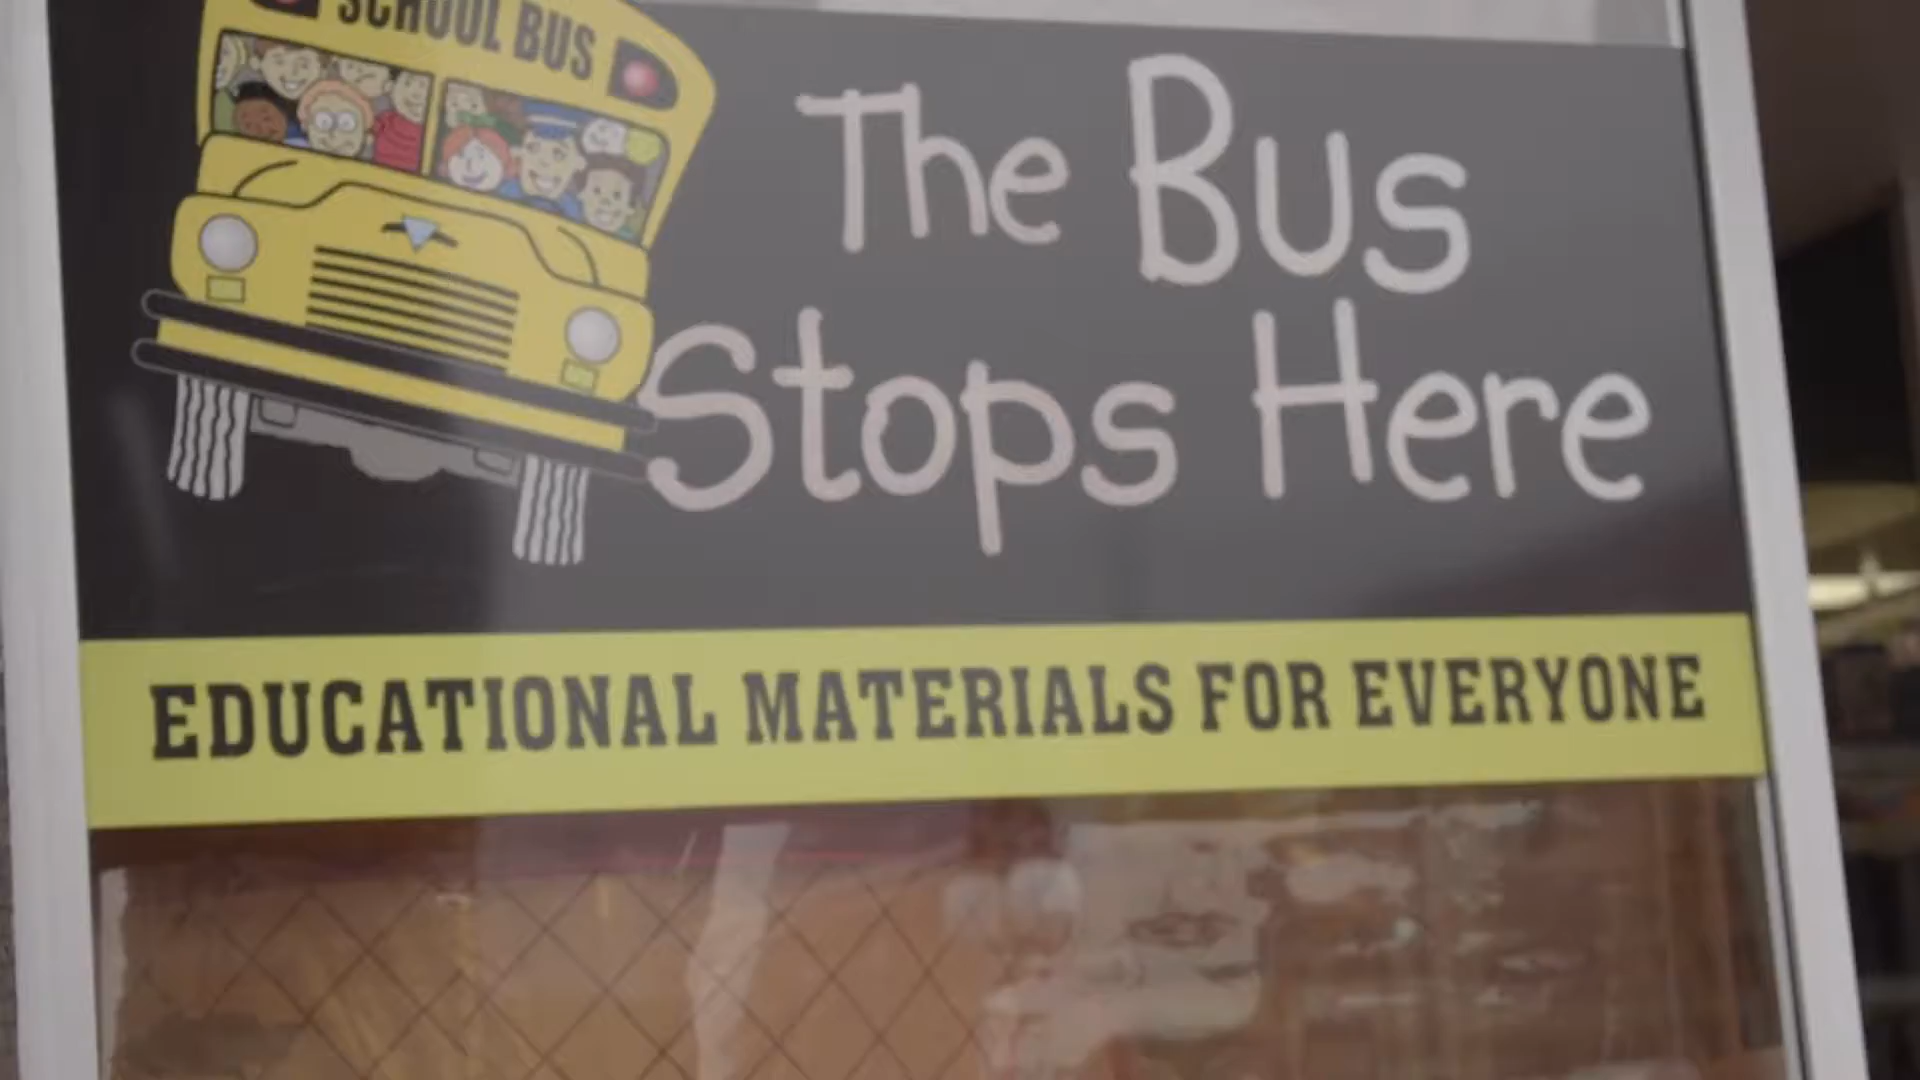 SCHOOL BUS
The Bus
Stops Here
EDUCATIONAL MATERIALS FOR EVERYONE